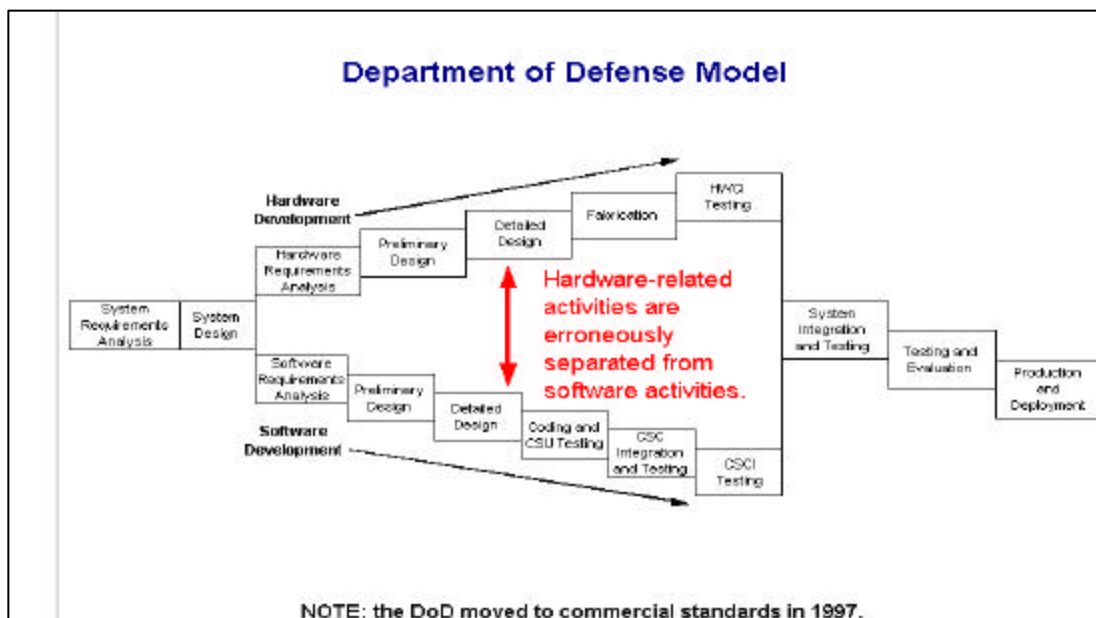 Department of Defense Model
Hardware
Development
HWCI
Testing
Fabrication
Detailed
Design
Preliminary
Design
Hardware
Requirements
Analysis
Hardware-related
activities are
erroneously
separated from
software activities.
System
Requirements
Analysis
System
Design
System
Integration
and Testing
Testing and
Evaluation
Production
and
Deployment
Software
Requirements
Analysis
Preliminary
Design
Detailed
Design
Coding and
CSU Testing
CSC
Integration
and Testing
CSCI
Testing
Software
Development
NOTE: the DoD moved to commercial standards in 1997.